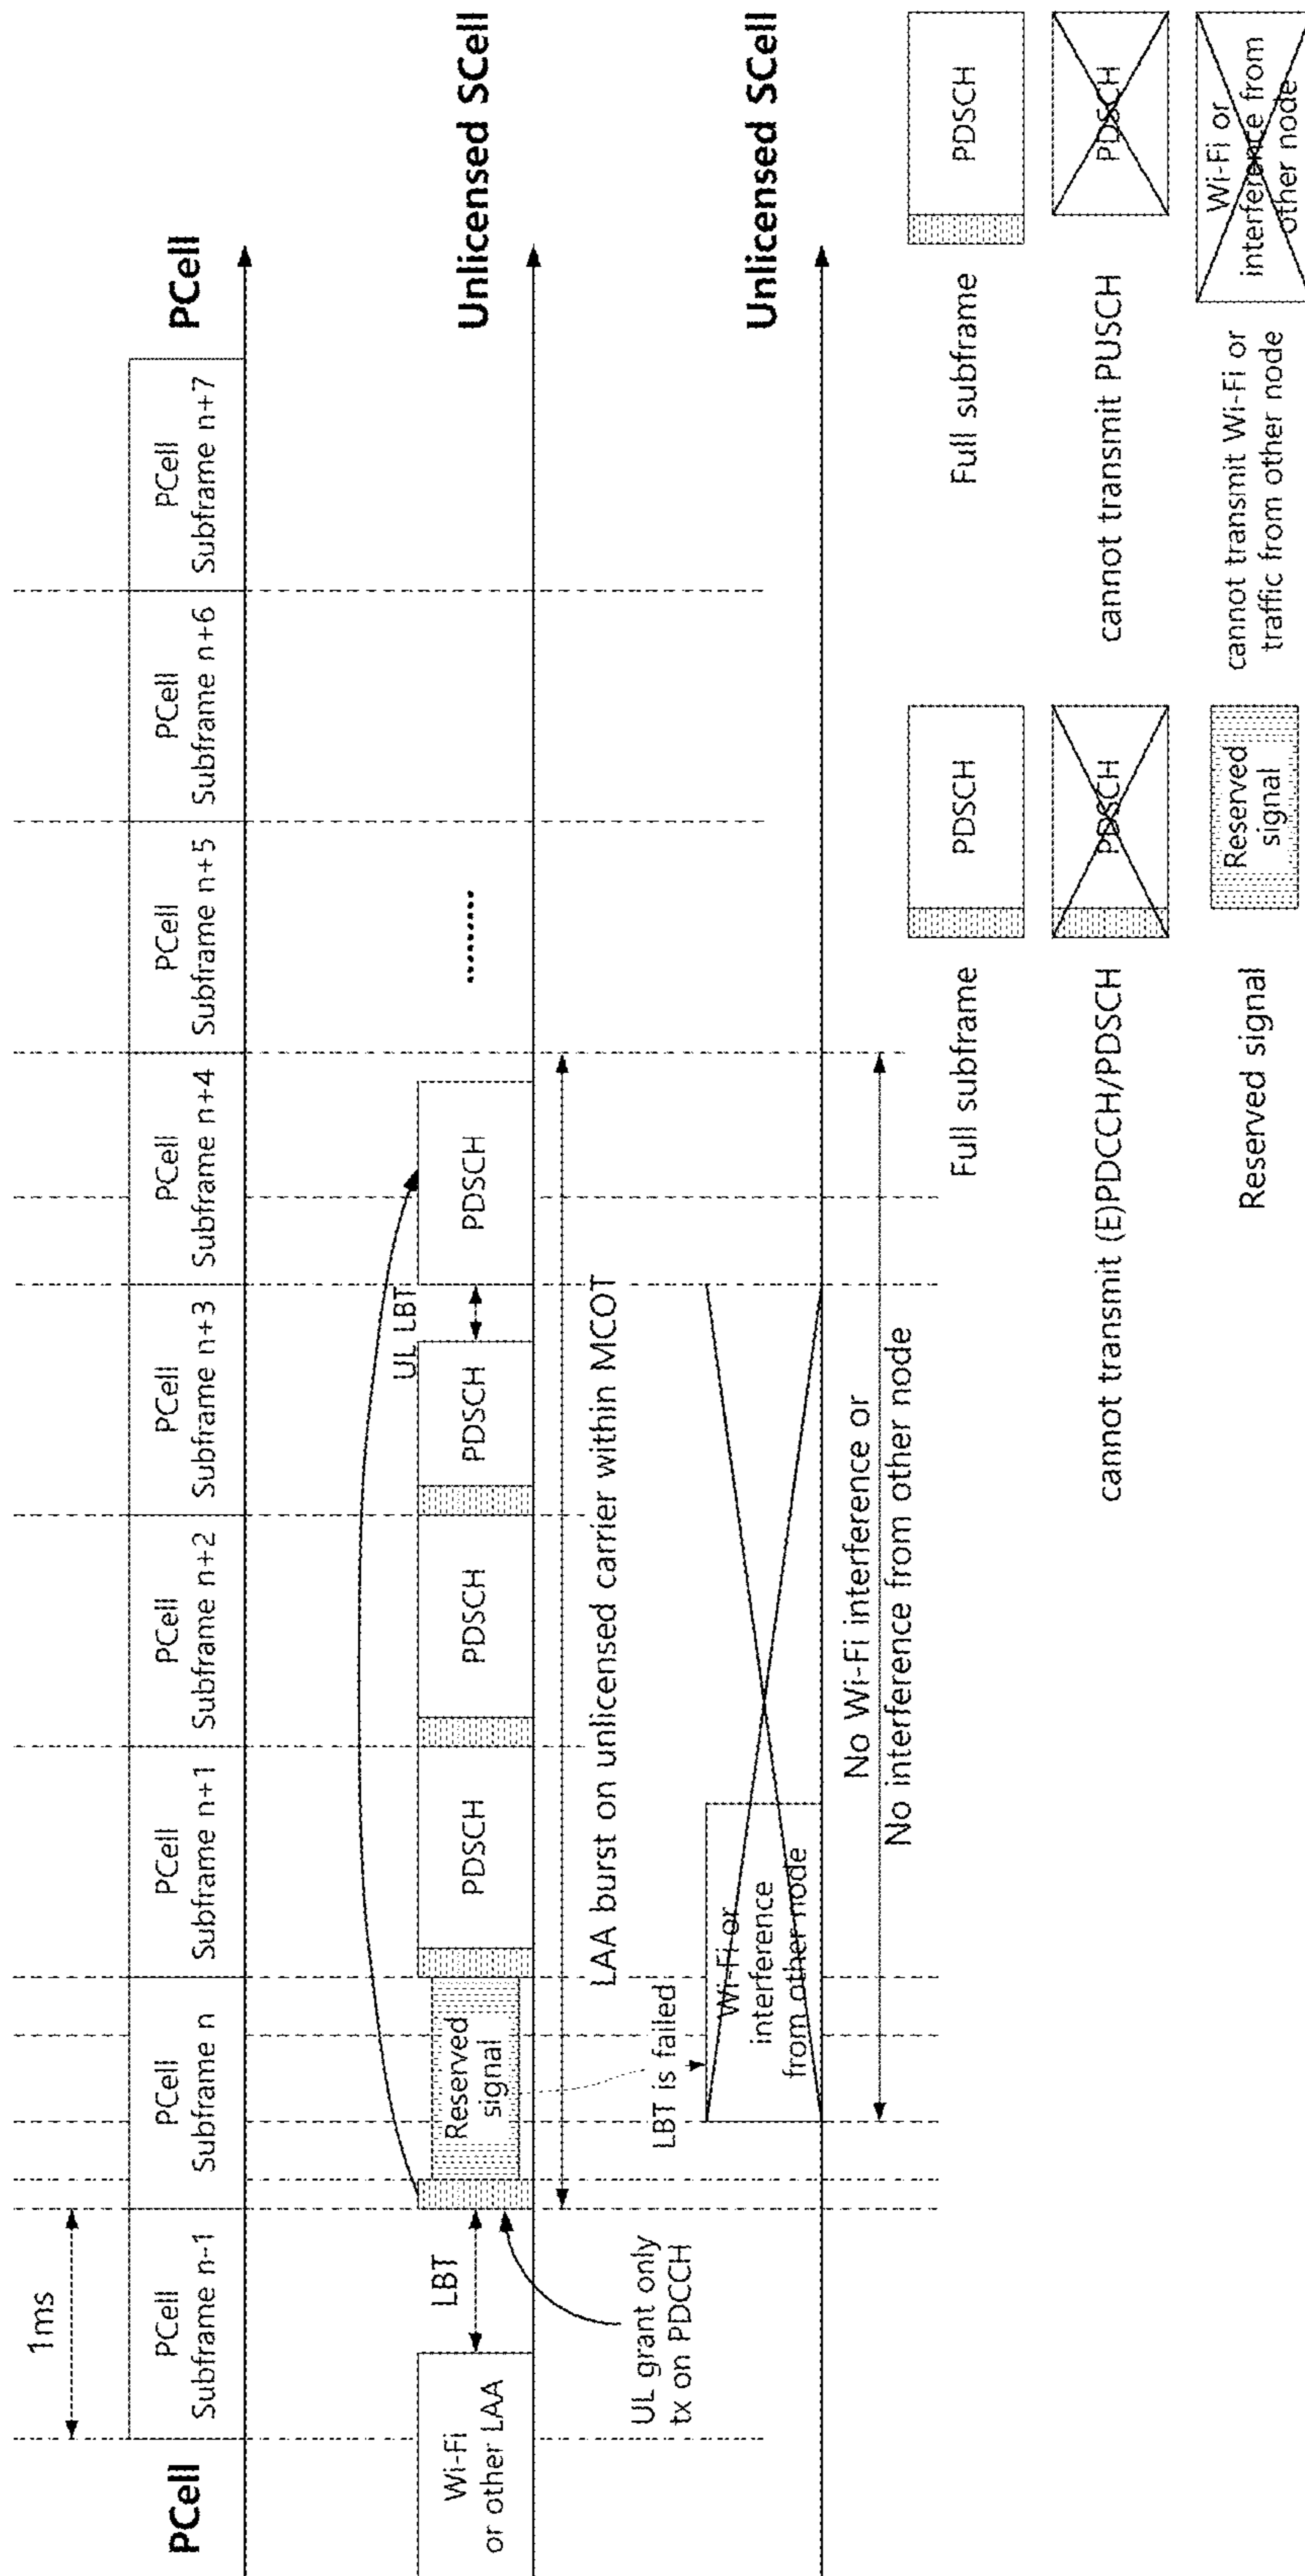 1ms
PCell
PCell
Subframe n-1
PCell
Subframe n
PCell
Subframe n+1
PCell
Subframe n+2
PCell
Subframe n+3
PCell
Subframe n+4
PCell
Subframe n+5
PCell
Subframe n+6
PCell
Subframe n+7
PCell
Wi-Fi
or other LAA
LBT
Reserved
signal
PDSCH
PDSCH
PDSCH
UL LBT
PDSCH
........
Unlicensed SCell
UL grant only
tx on PDCCH
LAA burst on unlicensed carrier within MCOT
LBT is failed
Wi-Fi or
interference
from other node
Unlicensed SCell
No Wi-Fi interference or
No interference from other node
Full subframe
PDSCH
Full subframe
PDSCH
cannot transmit (E)PDCCH/PDSCH
PDSCH
cannot transmit PUSCH
PDSCH
Reserved signal
Reserved
signal
cannot transmit Wi-Fi or
traffic from other node
Wi-Fi or
interference from
other node